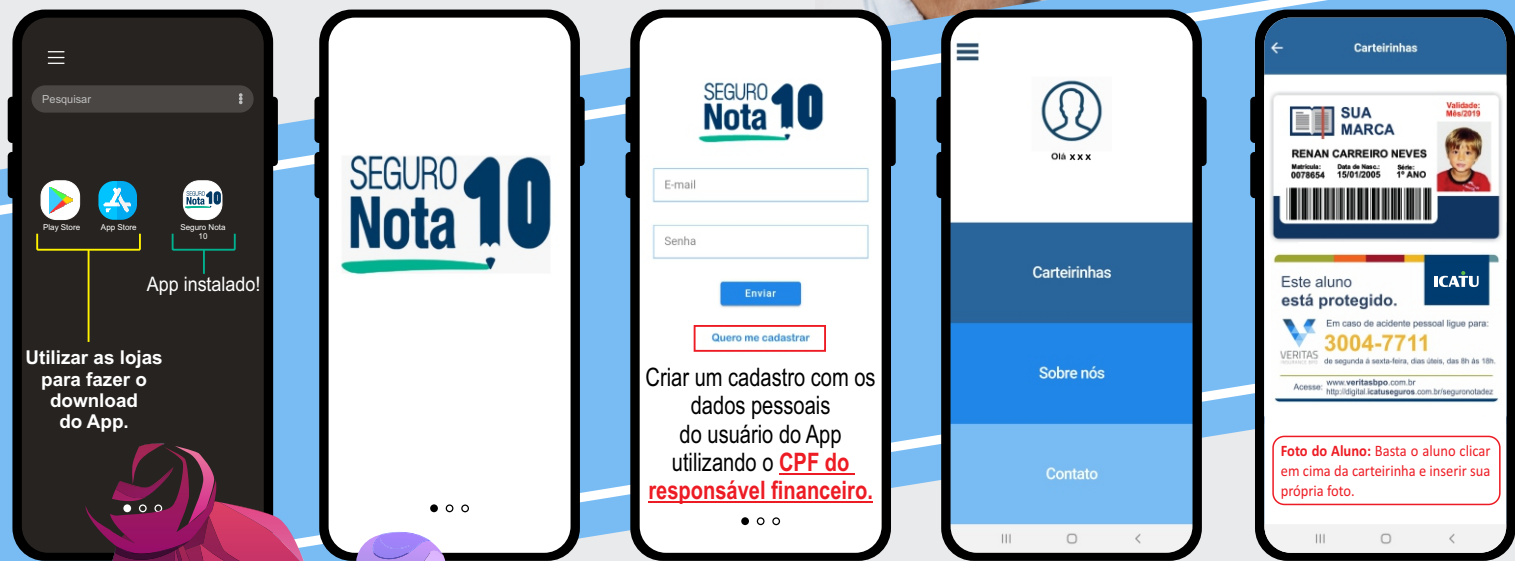 Pesquisar
Play Store
App Store
SEGURO
Nota 10
Seguro Nota
10
App instalado!
Utilizar as lojas
para fazer o
download
do App.
SEGURO
Nota 10
SEGURO
Nota 10
E-mail
Senha
Enviar
Quero me cadastrar
Criar um cadastro com os
dados pessoais
do usuário do App
utilizando o CPF do
responsável financeiro.
Olá x x x
Carteirinhas
Sobre nós
Contato
Carteirinhas
SUA
MARCA
Validade:
Mês/2019
RENAN CARREIRO NEVES
Matrícula: Data de Nasc.: Série:
0078654 15/01/2005 1º ANO
Este aluno
está protegido.
ICATU
VERITAS
Em caso de acidente pessoal ligue para:
3004-7711
de segunda à sexta-feira, dias úteis, das 8h às 18h.
Acesse: www.veritasbpo.com.br
http://digital.icatuseguros.com.br/seguronotadez
Foto do Aluno: Basta o aluno clicar
em cima da carteirinha e inserir sua
própria foto.